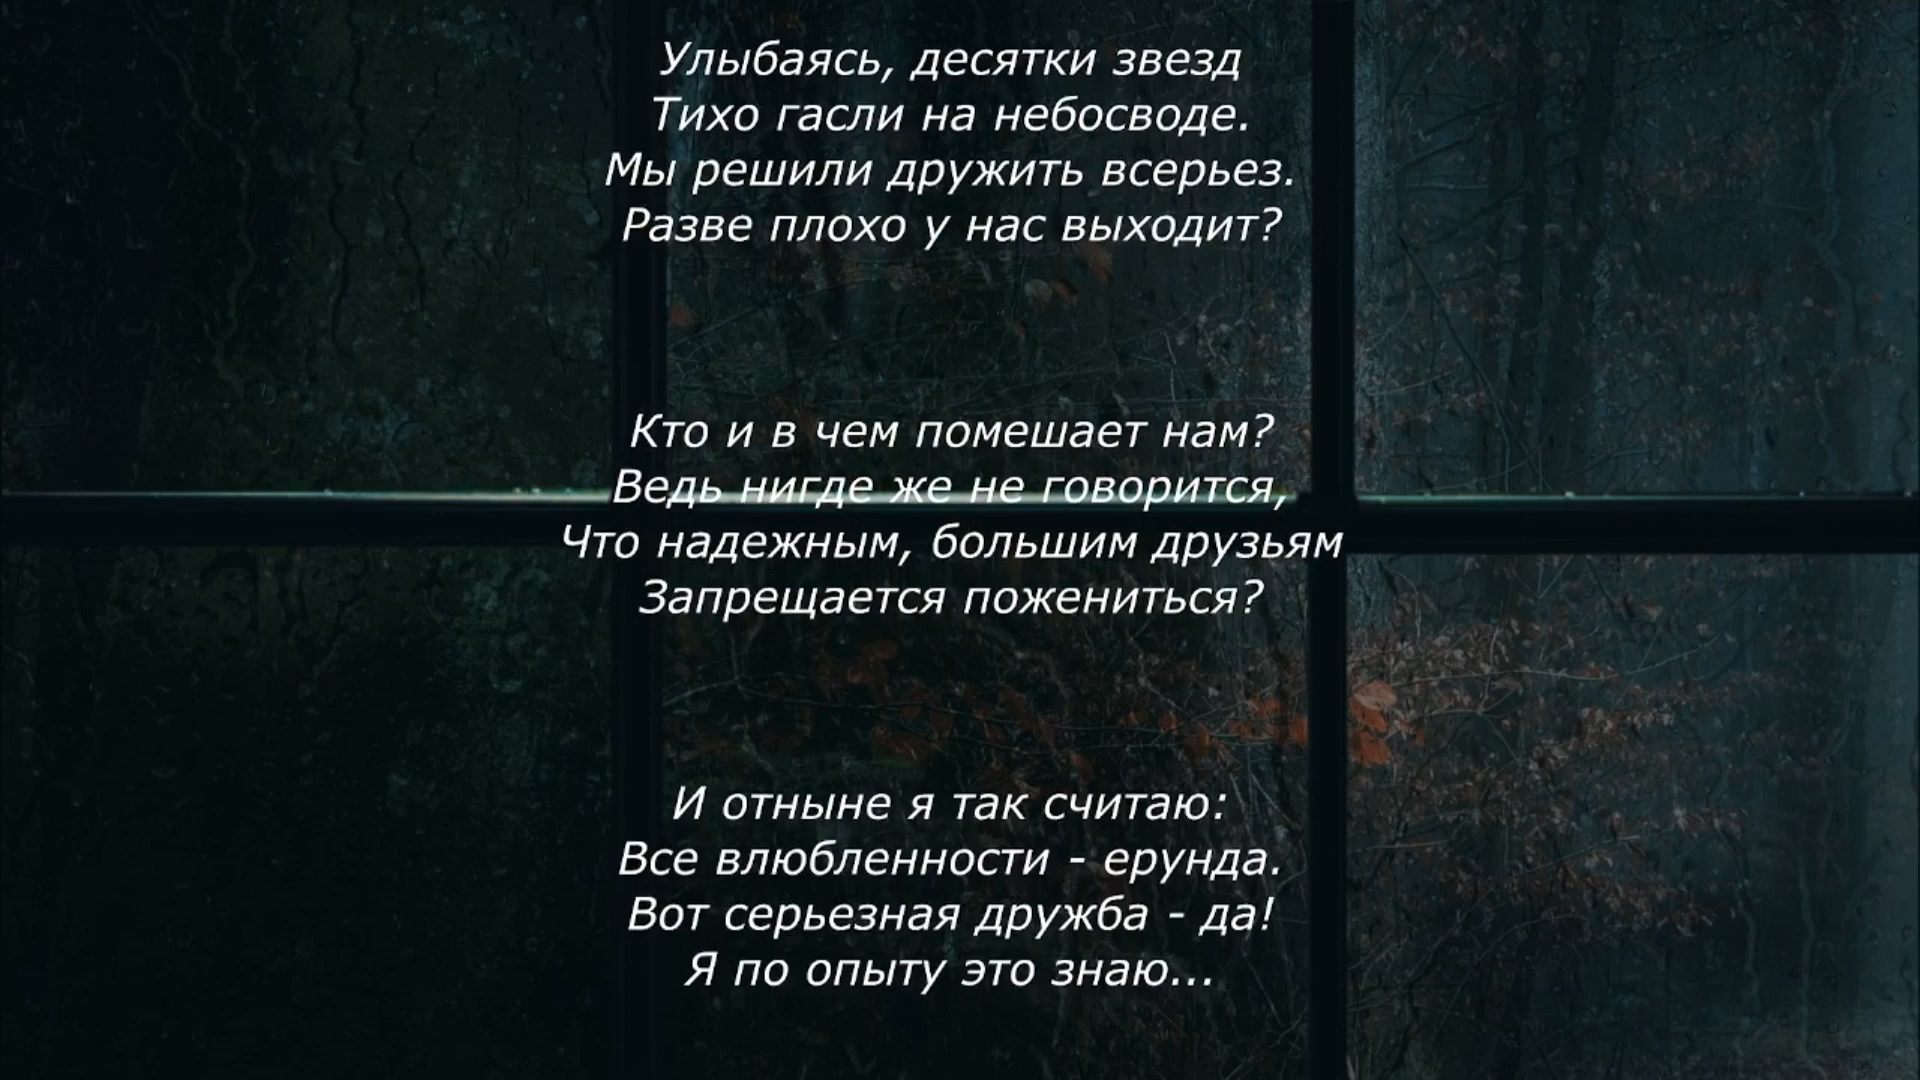 Улыбаясь, десятки звезд
Тихо гасли на небосводе.
Мы решили дружить всерьез.
Разве плохо у нас выходит?
Кто и в чем помешает нам?
Ведь нигде же не говорится,
Что надежным, большим друзьям
Запрещается пожениться?
И отныне я так считаю:
Все влюбленности - ерунда.
Вот серьезная дружба - да!
Я по опыту это знаю...